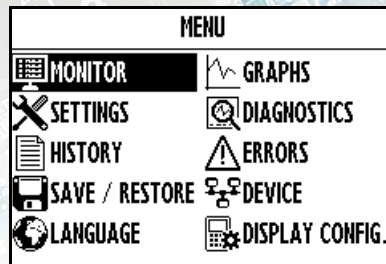 MENU
MONITOR
GRAPHS
SETTINGS
DIAGNOSTICS
HISTORY
ERRORS
SAVE / RESTORE
DEVICE
LANGUAGE
DISPLAY CONFIG.